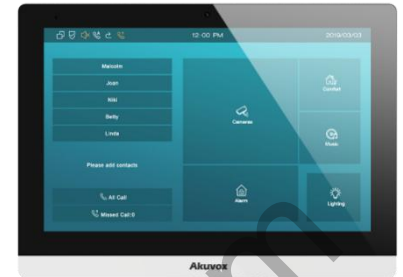 12:00 PM
2019/03/03
Malcolm
Joan
Niki
Betty
Linda
Please add contacts
All Call
Missed Call:0
Cameras
Alarm
Comfort
Music
Lighting
Akuvox